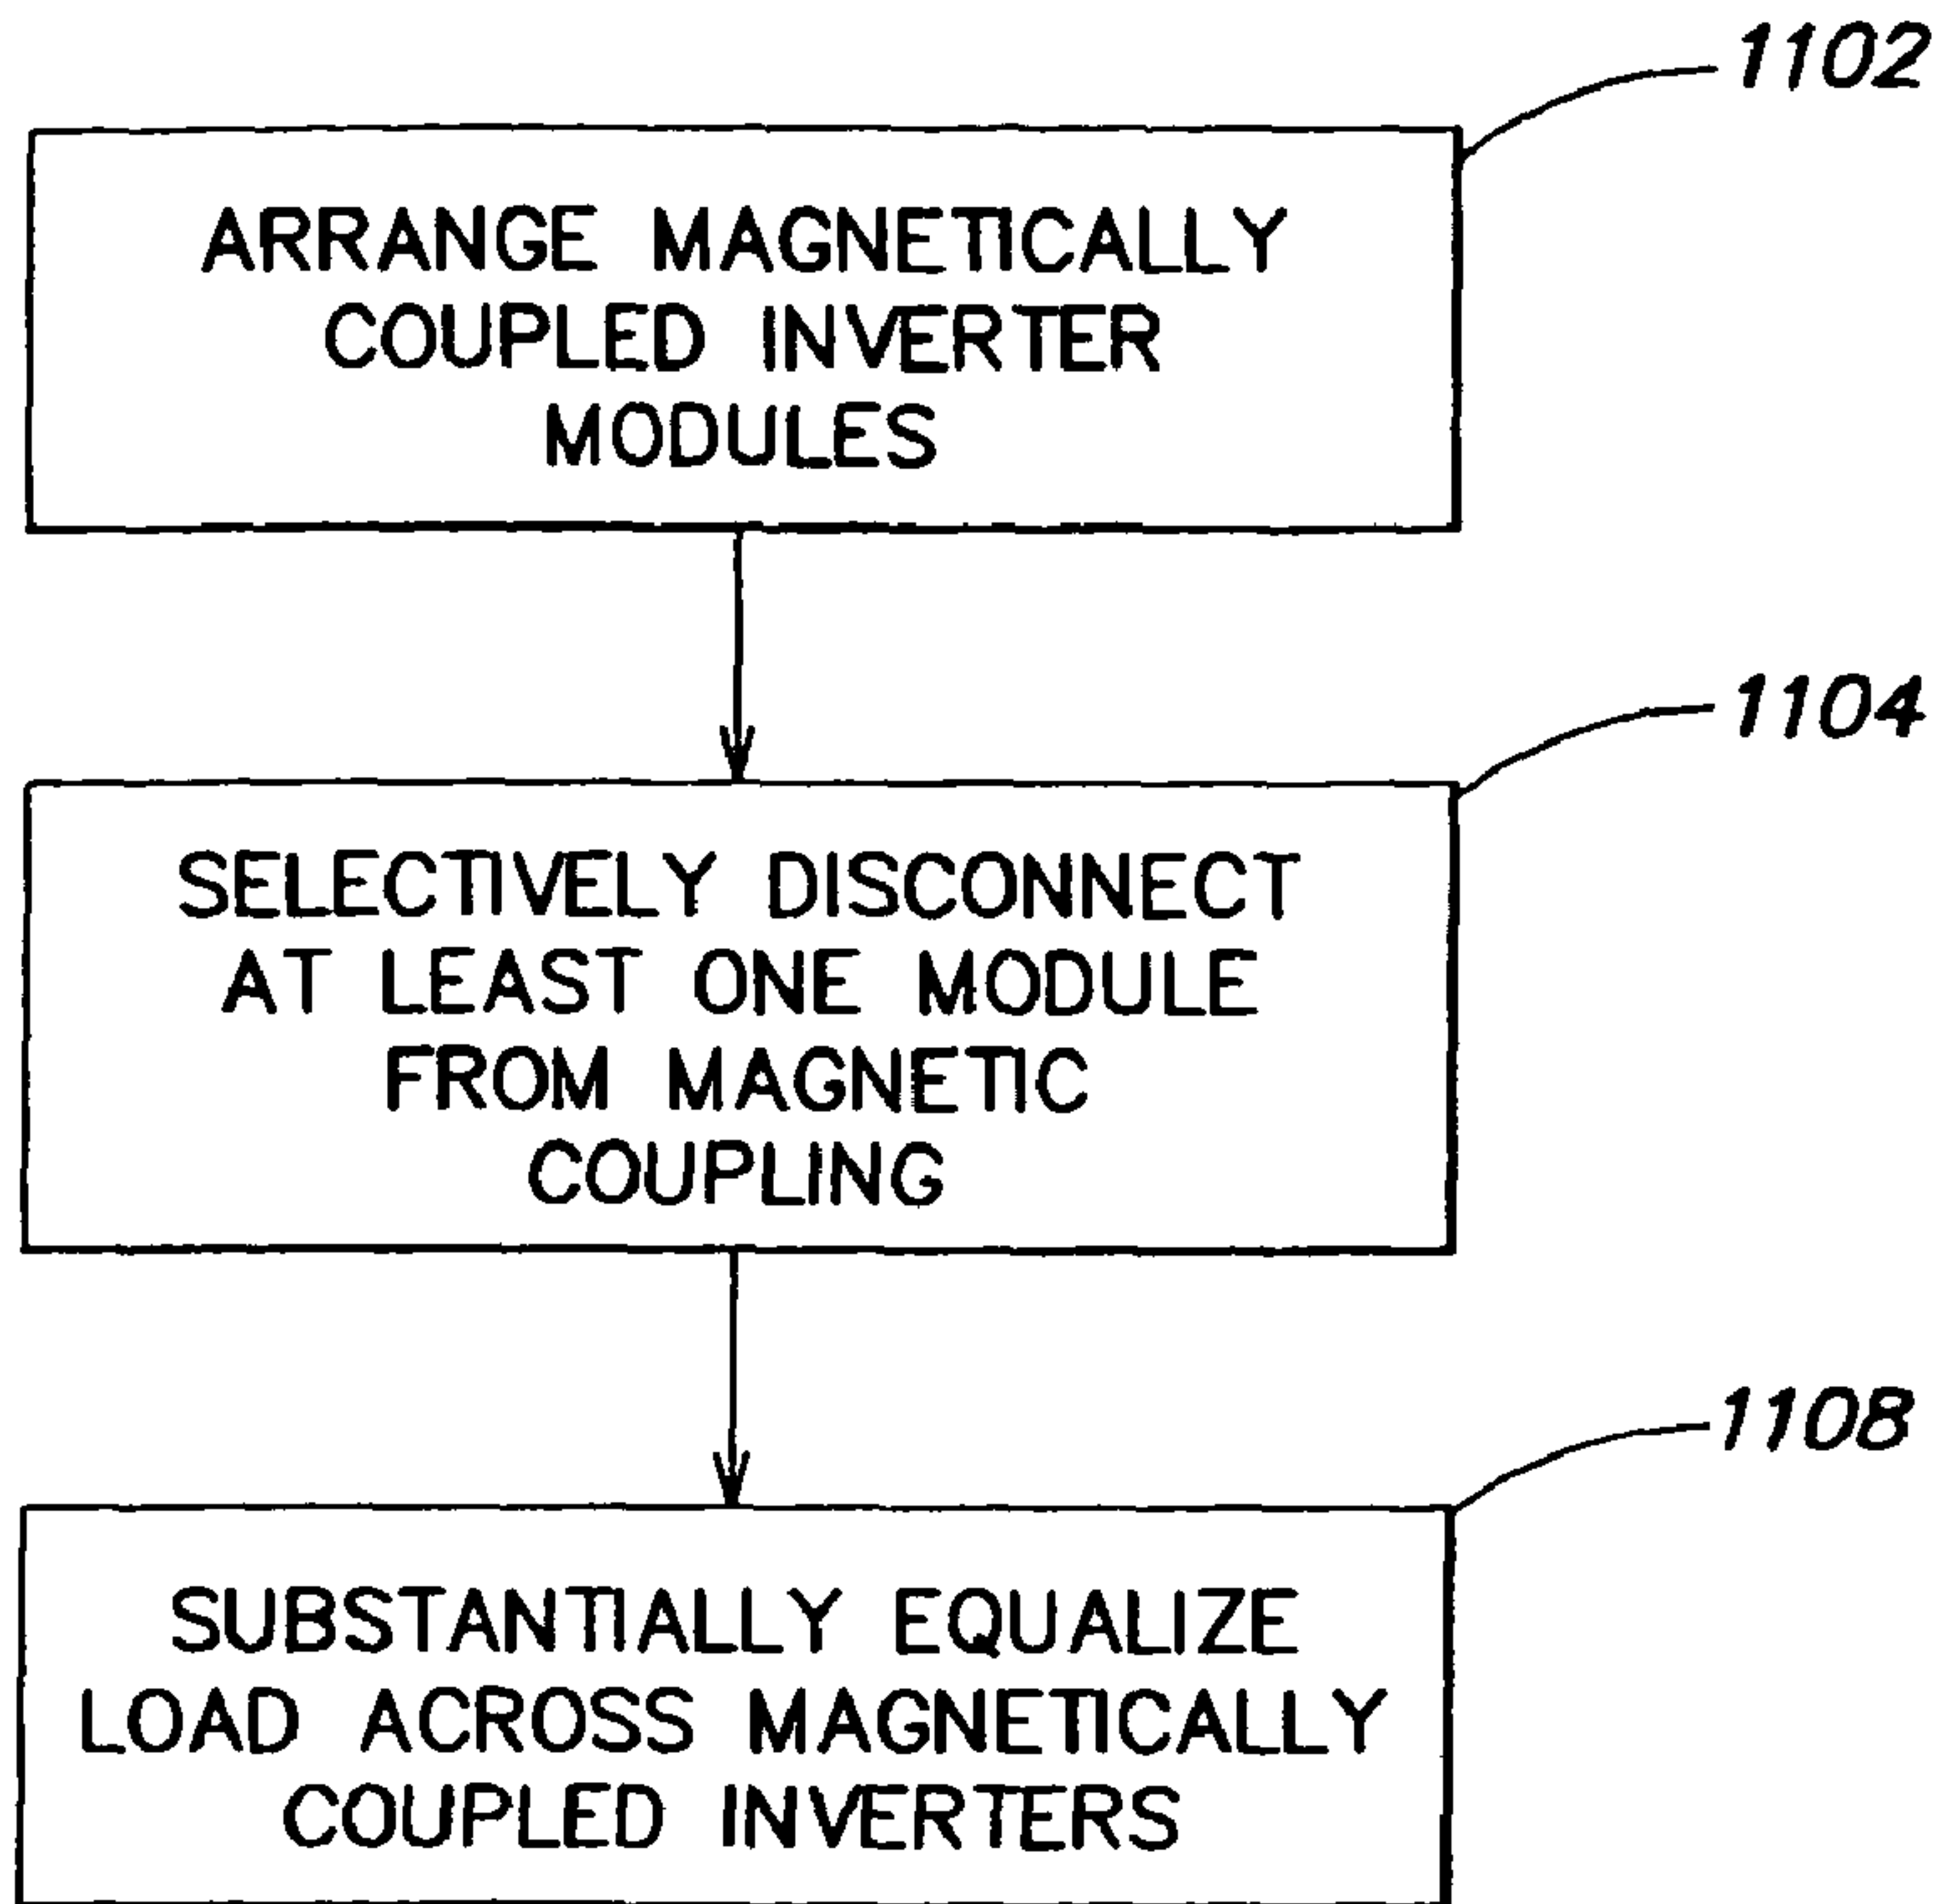 1102
ARRANGE MAGNETICALLY
COUPLED INVERTER
MODULES
1104
SELECTIVELY DISCONNECT
AT LEAST ONE MODULE
FROM MAGNETIC
COUPLING
1108
SUBSTANTIALLY EQUALIZE
LOAD ACROSS MAGNETICALLY
COUPLED INVERTERS